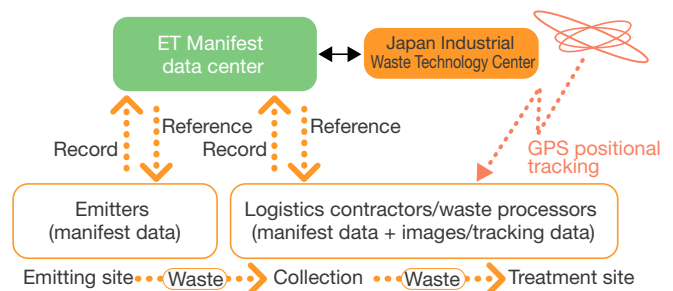 ET Manifest
data center
Japan Industrial
Waste Technology Center
Record
Reference
Record
Reference
GPS positional
tracking
Emitters
(manifest data)
Logistics contractors/waste processors
(manifest data + images/tracking data)
Emitting site Waste Collection Waste Treatment site